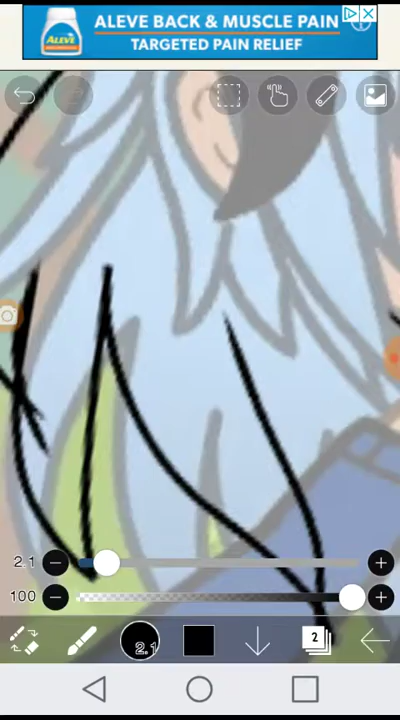 ALEVE BACK & MUSCLE PAIN
TARGETED PAIN RELIEF
ALEVE
2.1
100
2.1
2